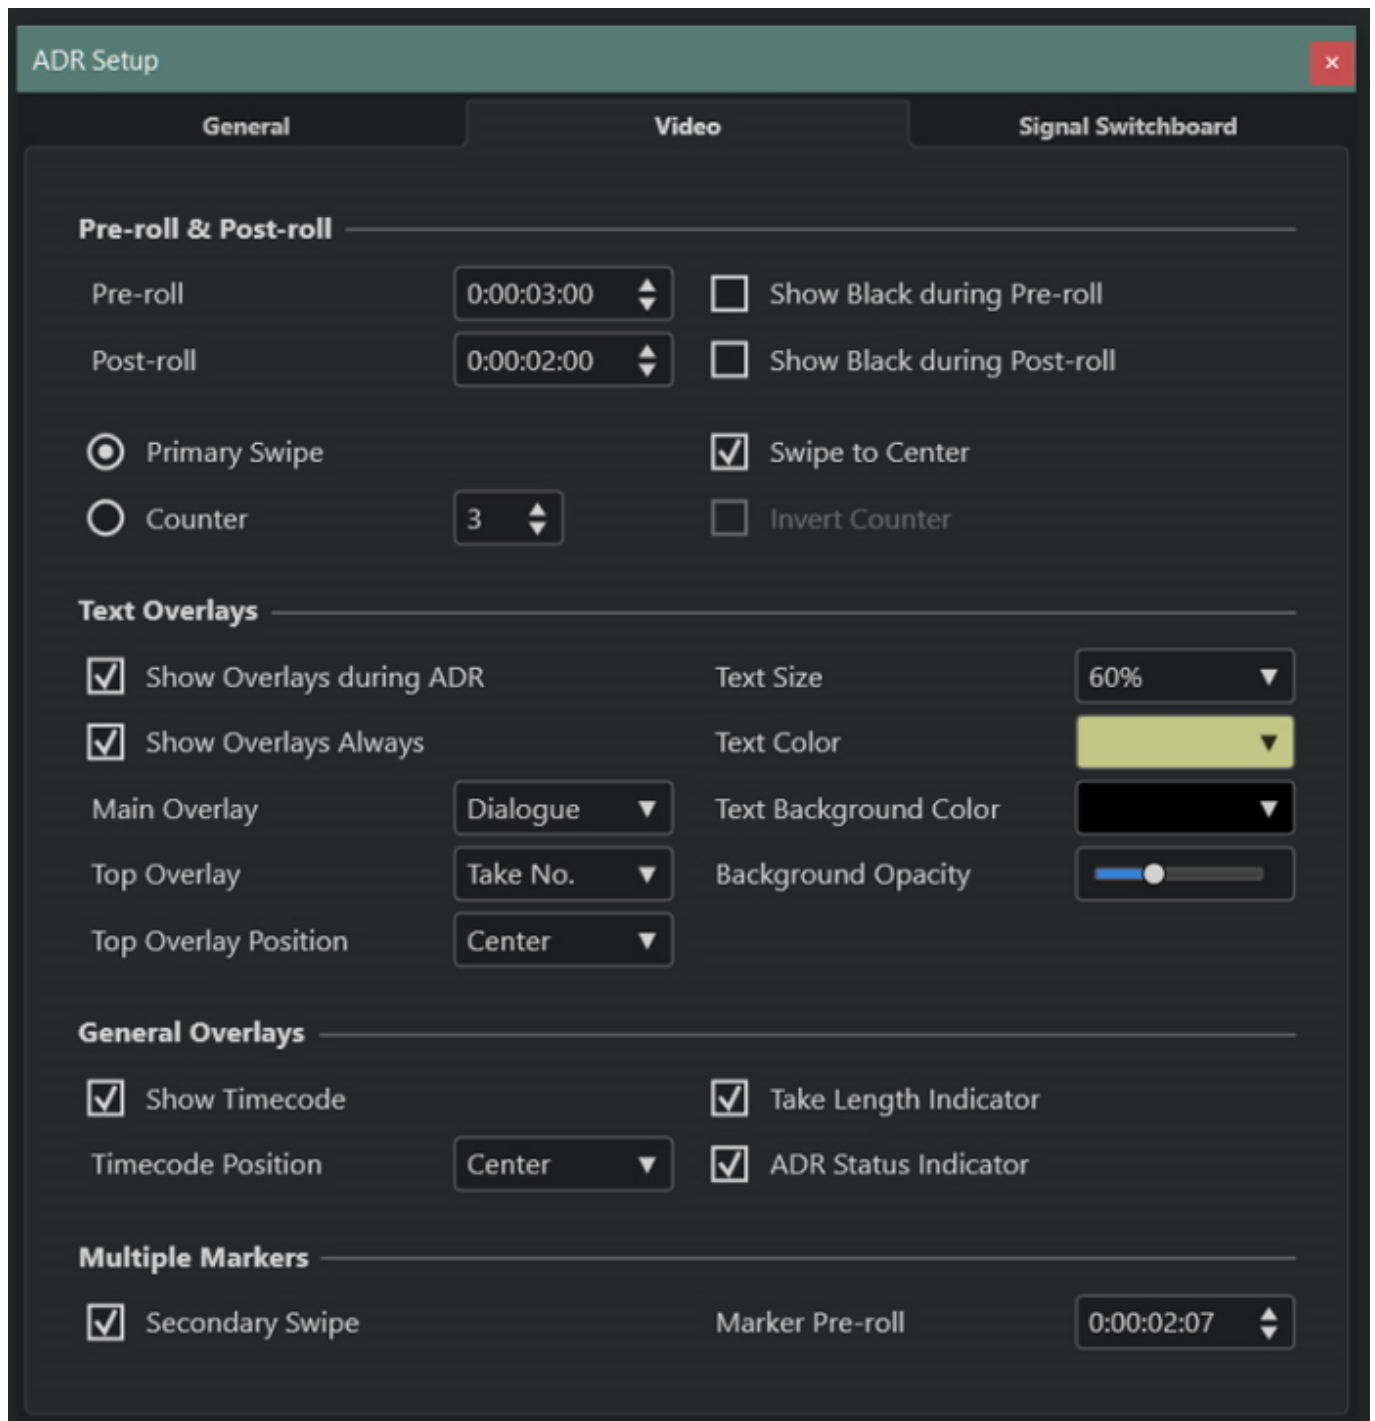 ADR Setup
General Video Signal Switchboard
Pre-roll & Post-roll
Pre-roll 0:00:03:00 Show Black during Pre-roll
Post-roll 0:00:02:00 Show Black during Post-roll
Primary Swipe Swipe to Center
Counter 3 Invert Counter
Text Overlays
Show Overlays during ADR Text Size 60%
Show Overlays Always Text Color
Main Overlay Dialogue Text Background Color
Top Overlay Take No. Background Opacity
Top Overlay Position Center
General Overlays
Show Timecode Take Length Indicator
Timecode Position Center ADR Status Indicator
Multiple Markers
Secondary Swipe Marker Pre-roll 0:00:02:07